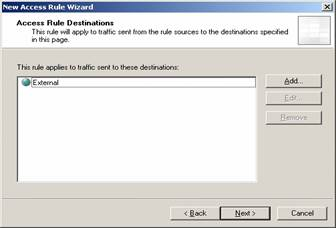 New Access Rule Wizard
Access Rule Destinations
This rule will apply to traffic sent from the rule sources to the destinations specified
in this page.
This rule applies to traffic sent to these destinations:
External
Add...
Edit...
Remove
< Back
Next >
Cancel